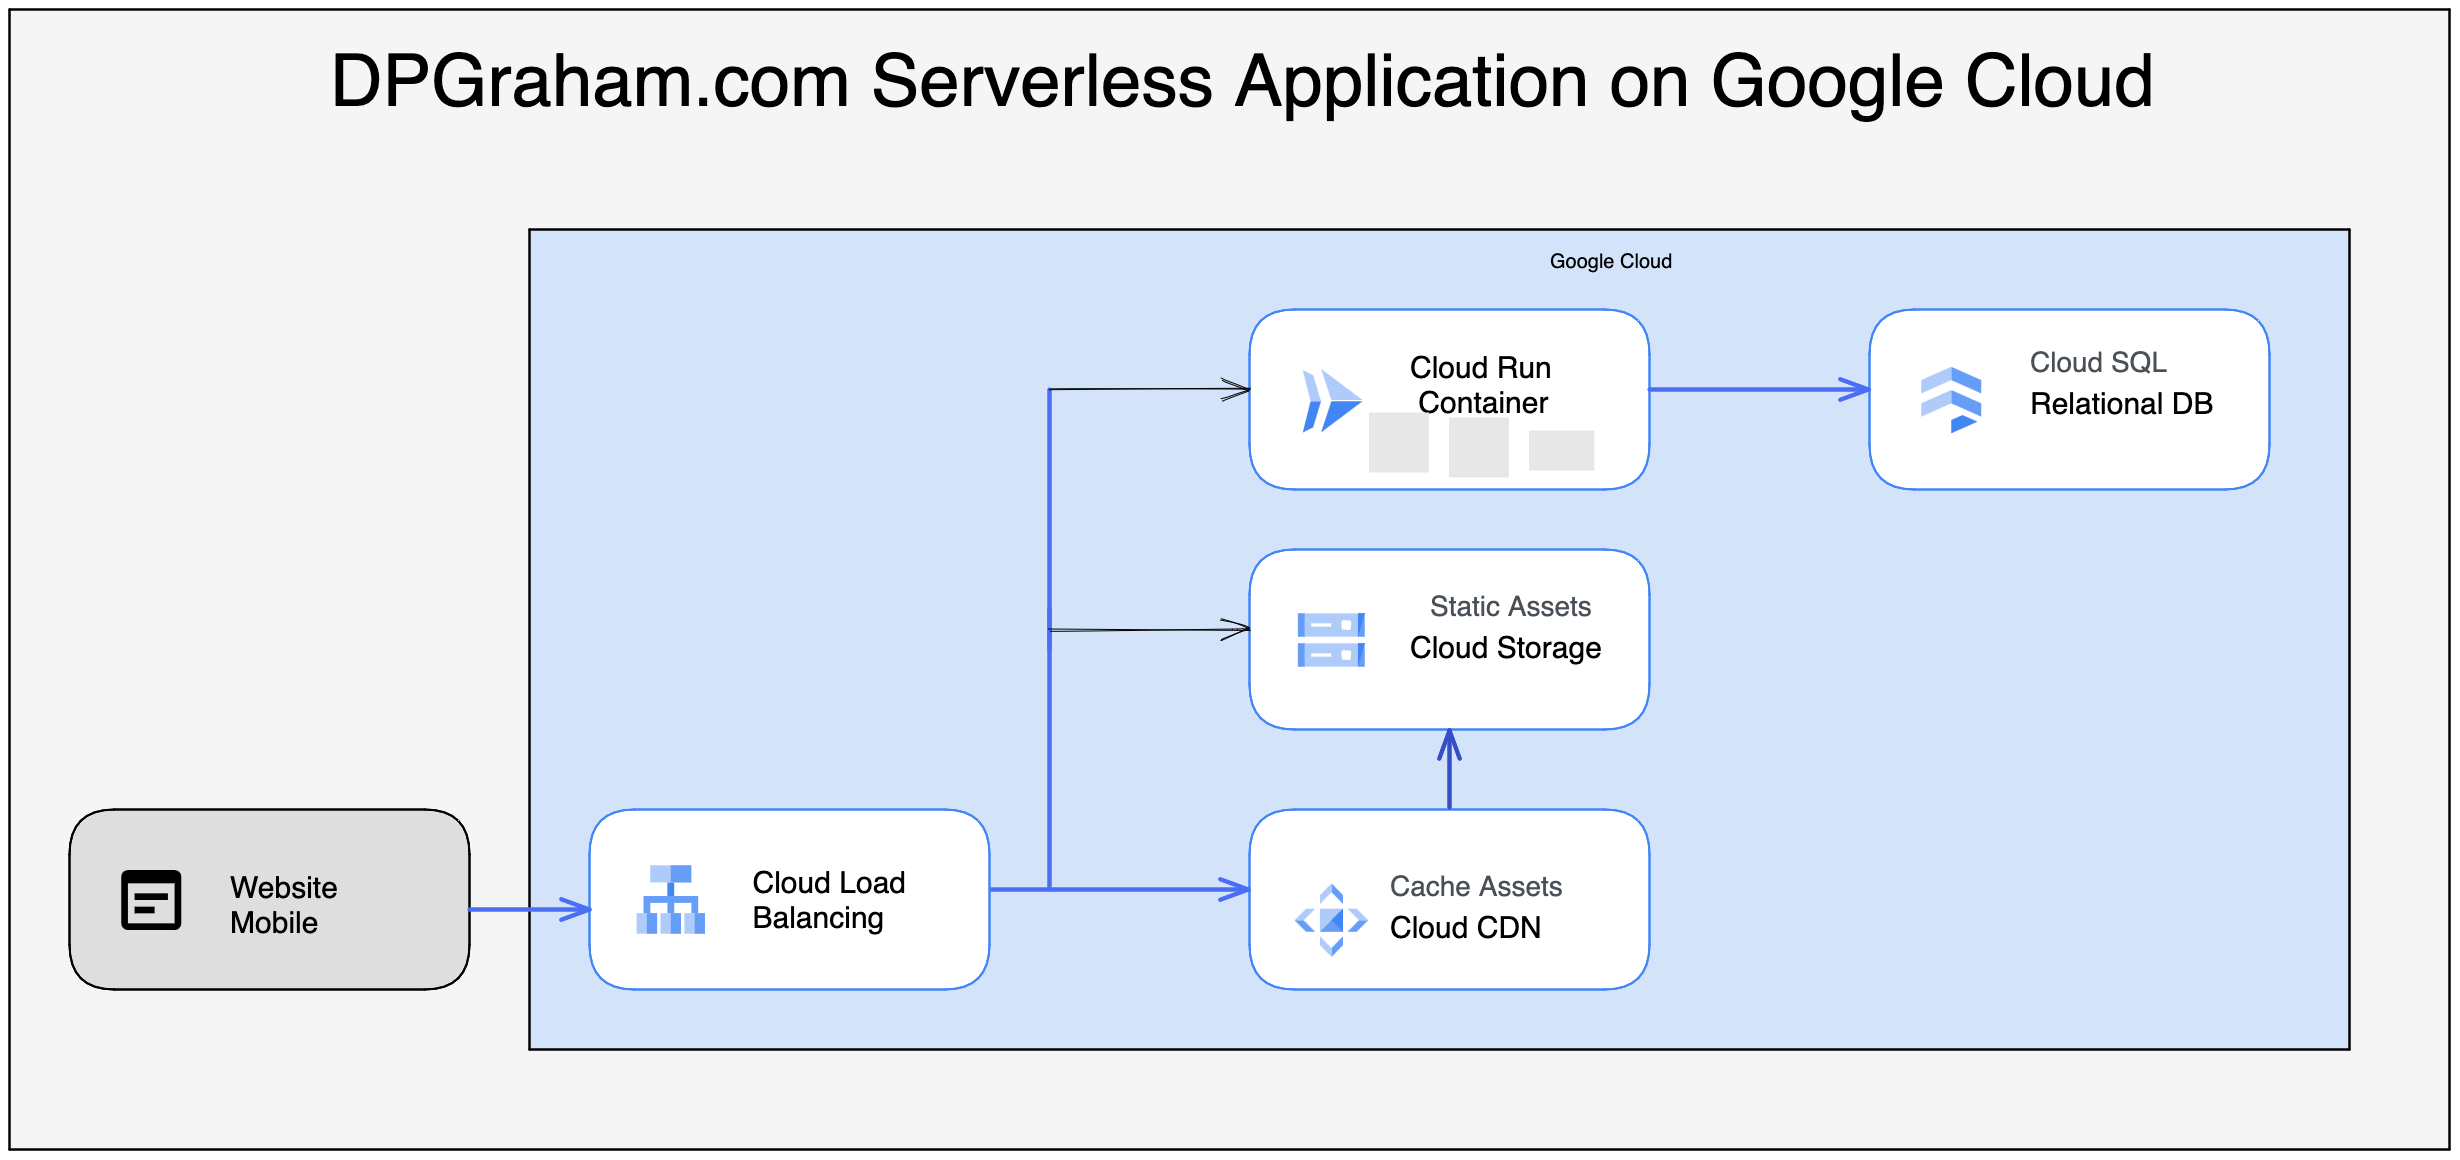 DPGraham.com Serverless Application on Google Cloud
Google Cloud
Cloud Run
Container
Cloud SQL
Relational DB
Static Assets
Cloud Storage
Website
Mobile
Cloud Load
Balancing
Cache Assets
Cloud CDN